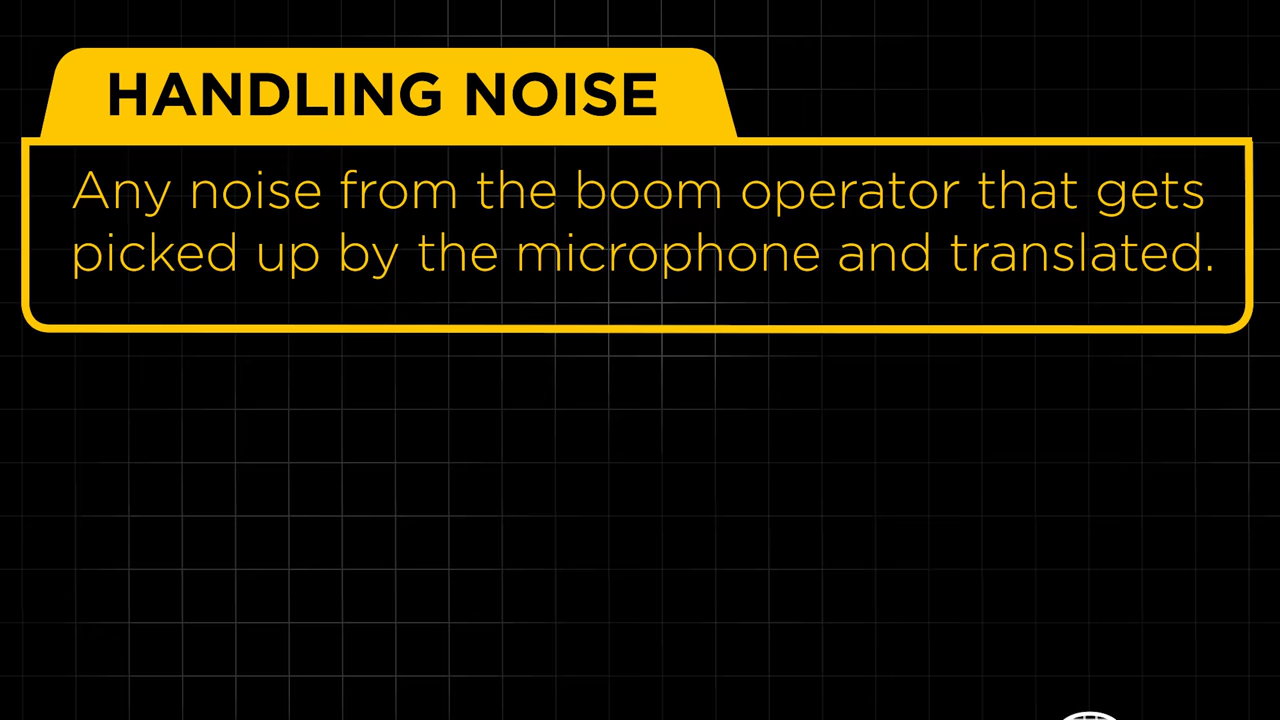 HANDLING NOISE
Any noise from the boom operator that gets
picked up by the microphone and translated.